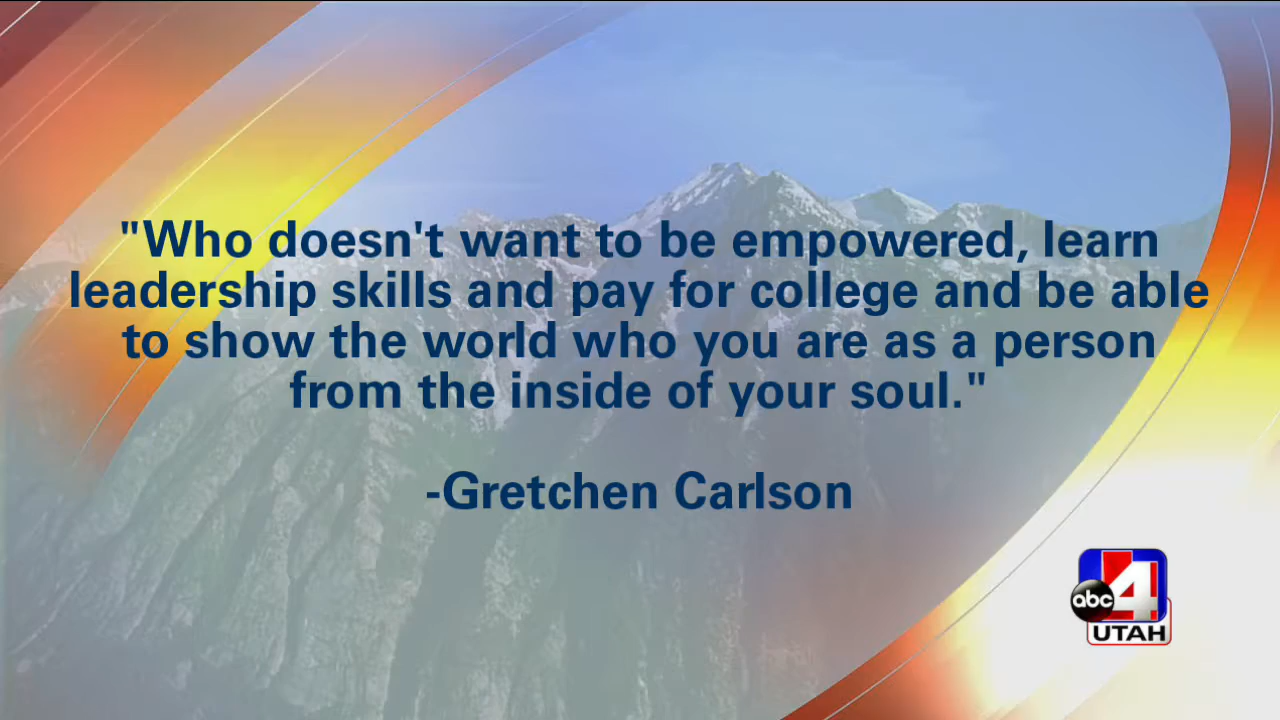 "Who doesn't want to be empowered, learn
leadership skills and pay for college and be able
to show the world who you are as a person
from the inside of your soul."
-Gretchen Carlson
abc 4
UTAH